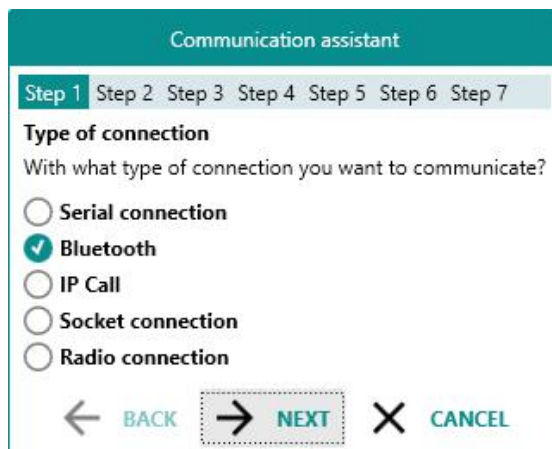 Communication assistant
Step 1 Step 2 Step 3 Step 4 Step 5 Step 6 Step 7
Type of connection
With what type of connection you want to communicate?
Serial connection
Bluetooth
IP Call
Socket connection
Radio connection
BACK NEXT CANCEL